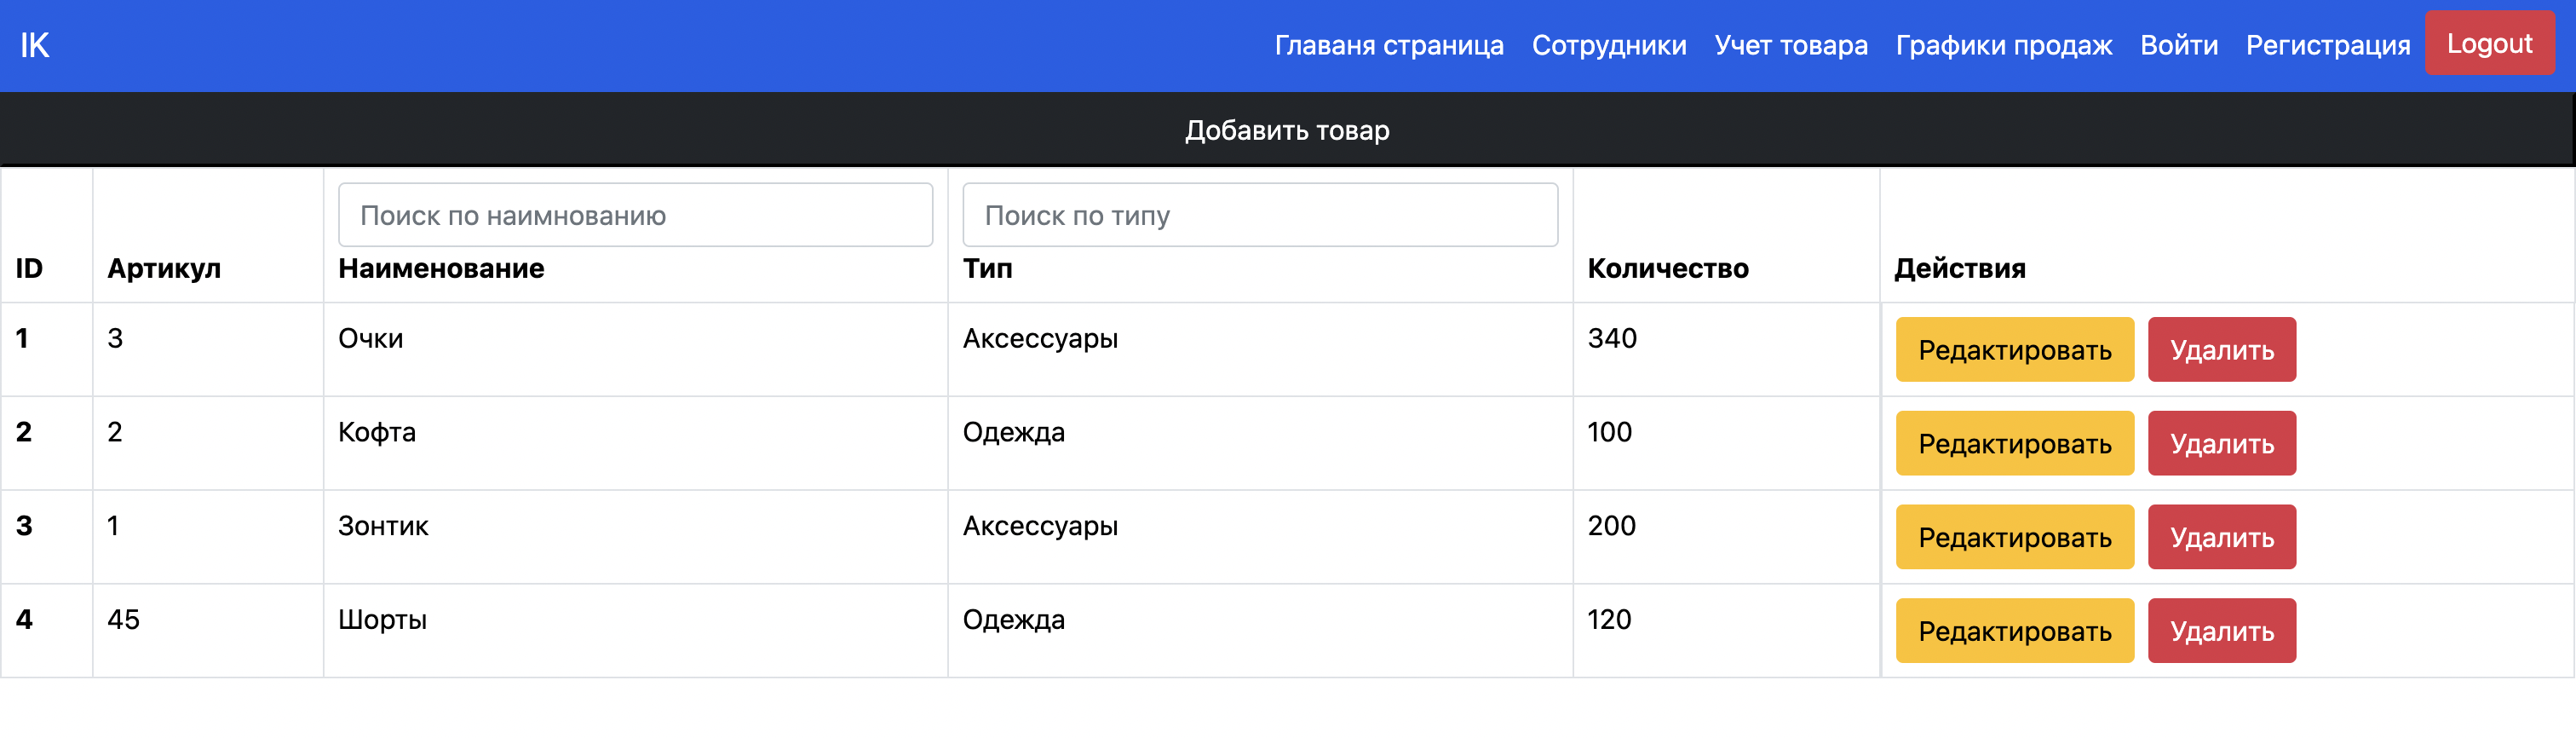 IK Главаня страница Сотрудники Учет товара Графики продаж Войти Регистрация Logout
Добавить товар
Поиск по наимнованию Поиск по типу
ID Артикул Наименование Тип Количество Действия
1 3 Очки Аксессуары 340 Редактировать Удалить
2 2 Кофта Одежда 100 Редактировать Удалить
3 1 Зонтик Аксессуары 200 Редактировать Удалить
4 45 Шорты Одежда 120 Редактировать Удалить